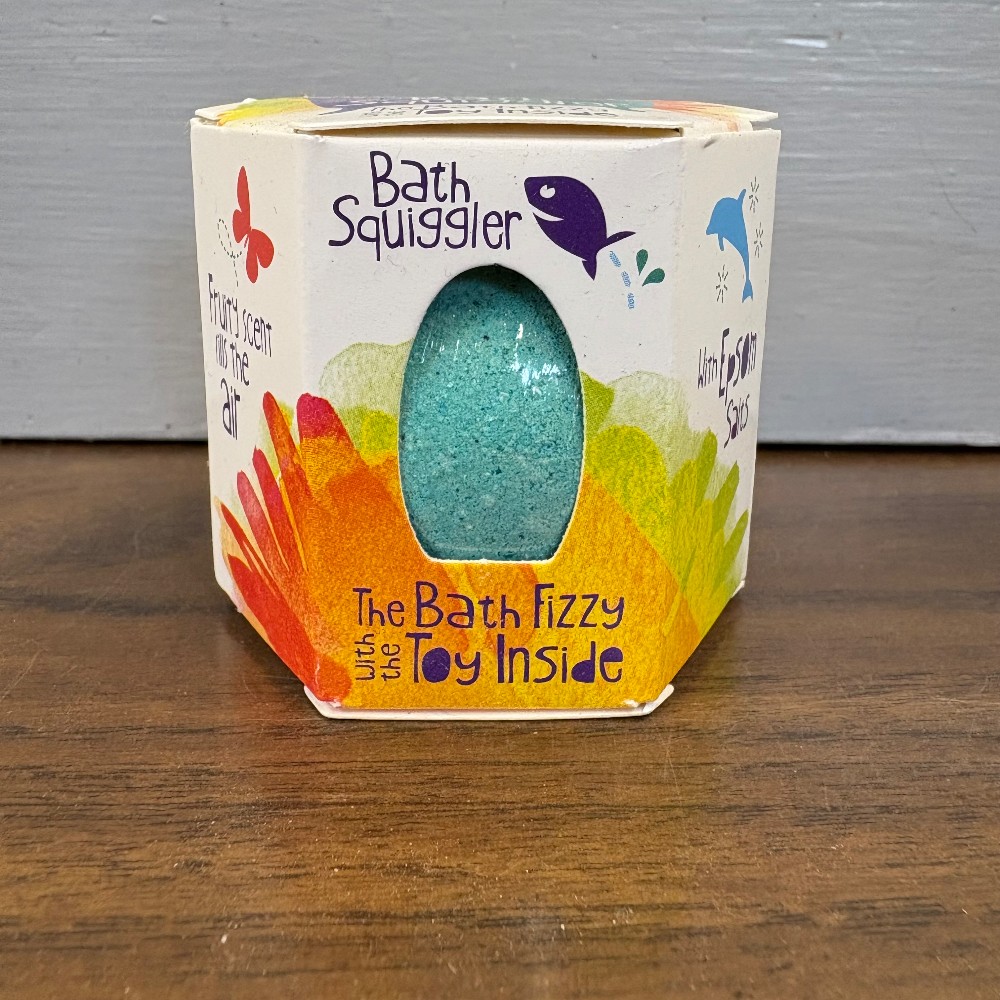 Bath
Squiggler
Fruity scent
fills the
air
With Epsom
Salts
The Bath Fizzy
with the Toy Inside